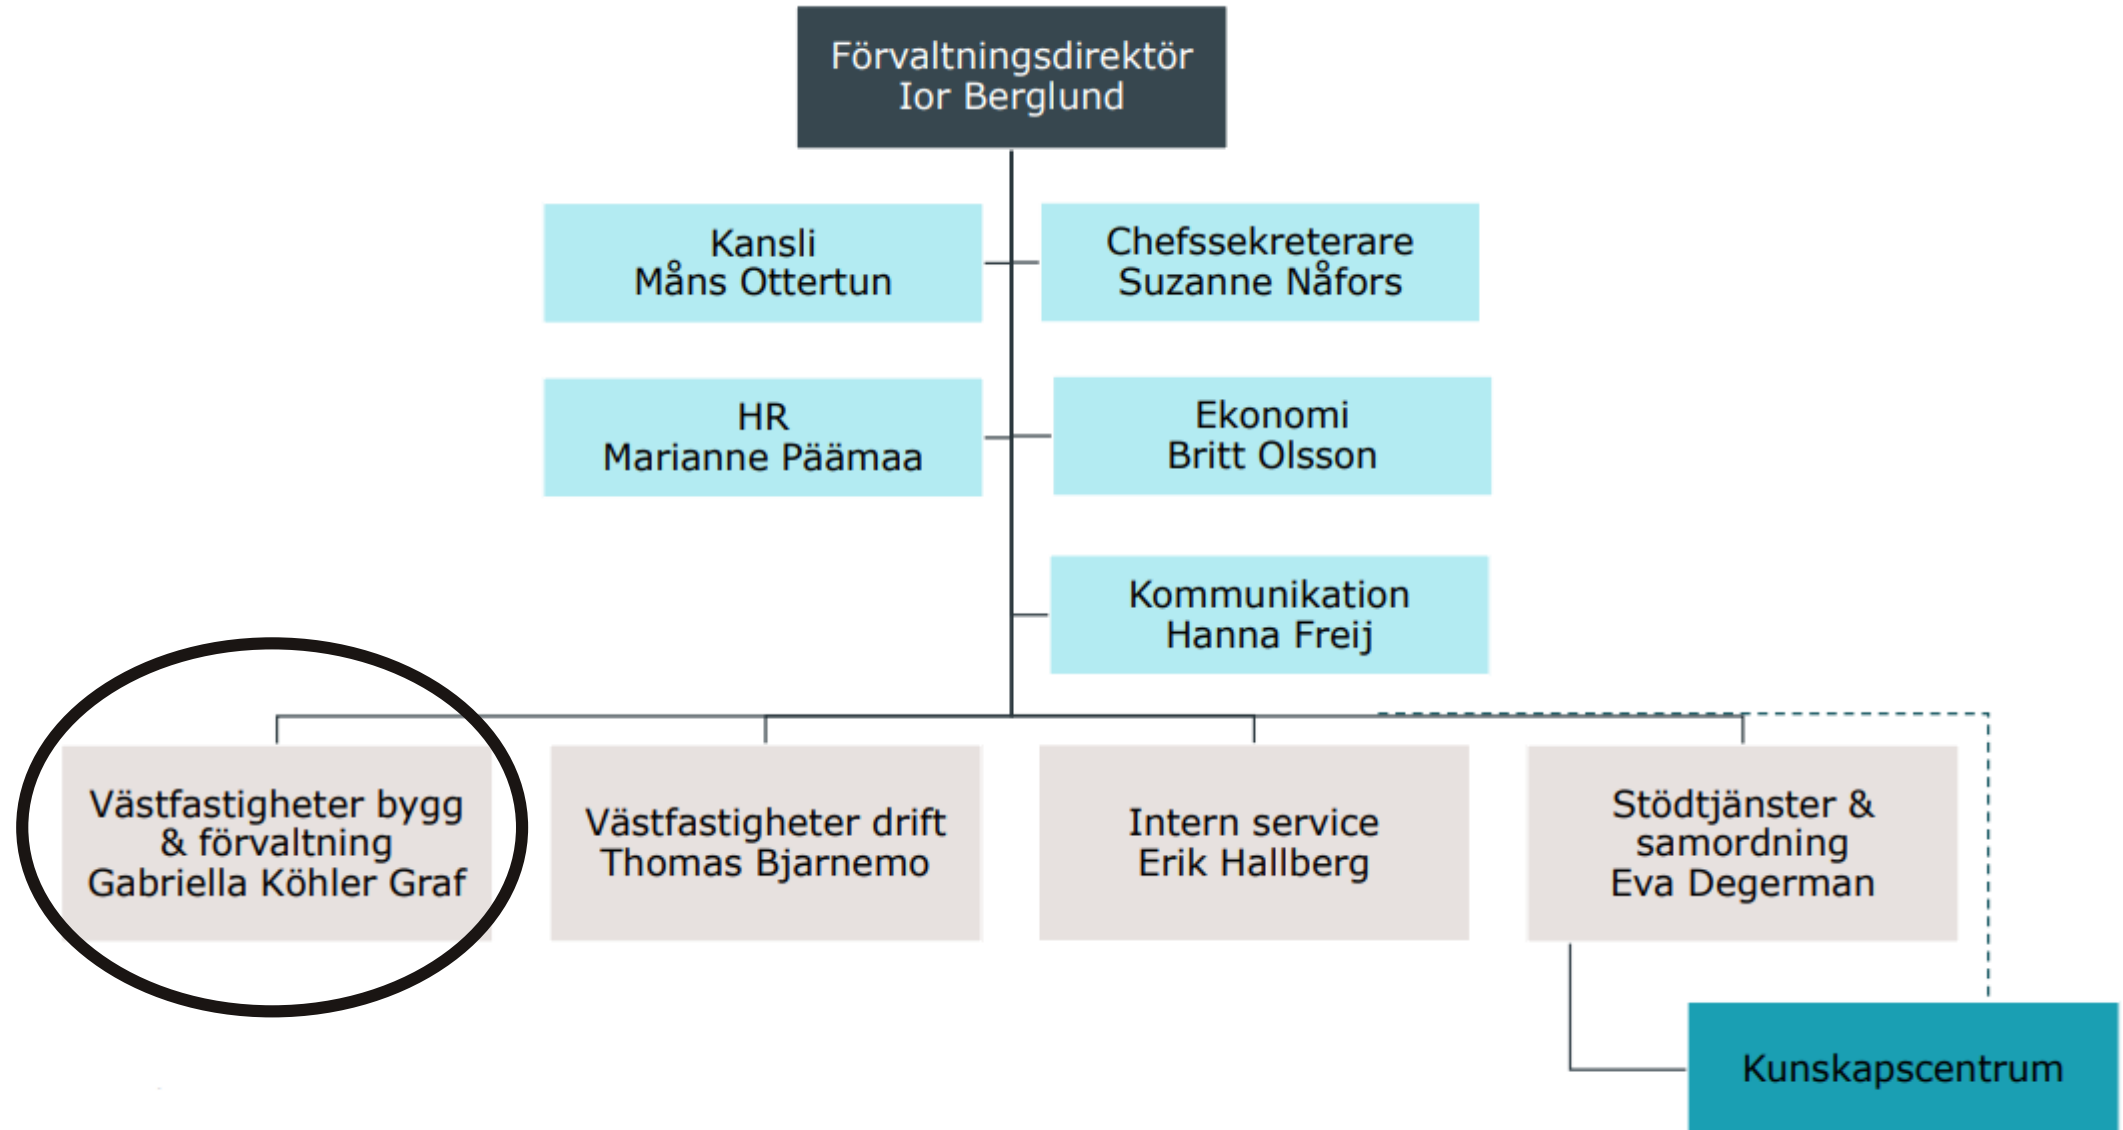 Förvaltningsdirektör
Ior Berglund
Kansli
Måns Ottertun
Chefssekreterare
Suzanne Nåfors
HR
Marianne Päämaa
Ekonomi
Britt Olsson
Kommunikation
Hanna Freij
Västfastigheter bygg
& förvaltning
Gabriella Köhler Graf
Västfastigheter drift
Thomas Bjarnemo
Intern service
Erik Hallberg
Stödtjänster &
samordning
Eva Degerman
Kunskapscentrum